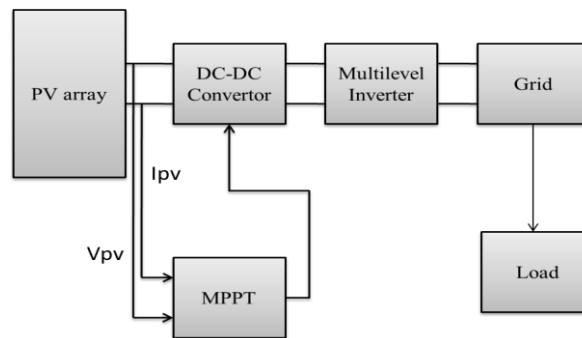 PV array
DC-DC
Convertor
Multilevel
Inverter
Grid
Ipv
Vpv
MPPT
Load